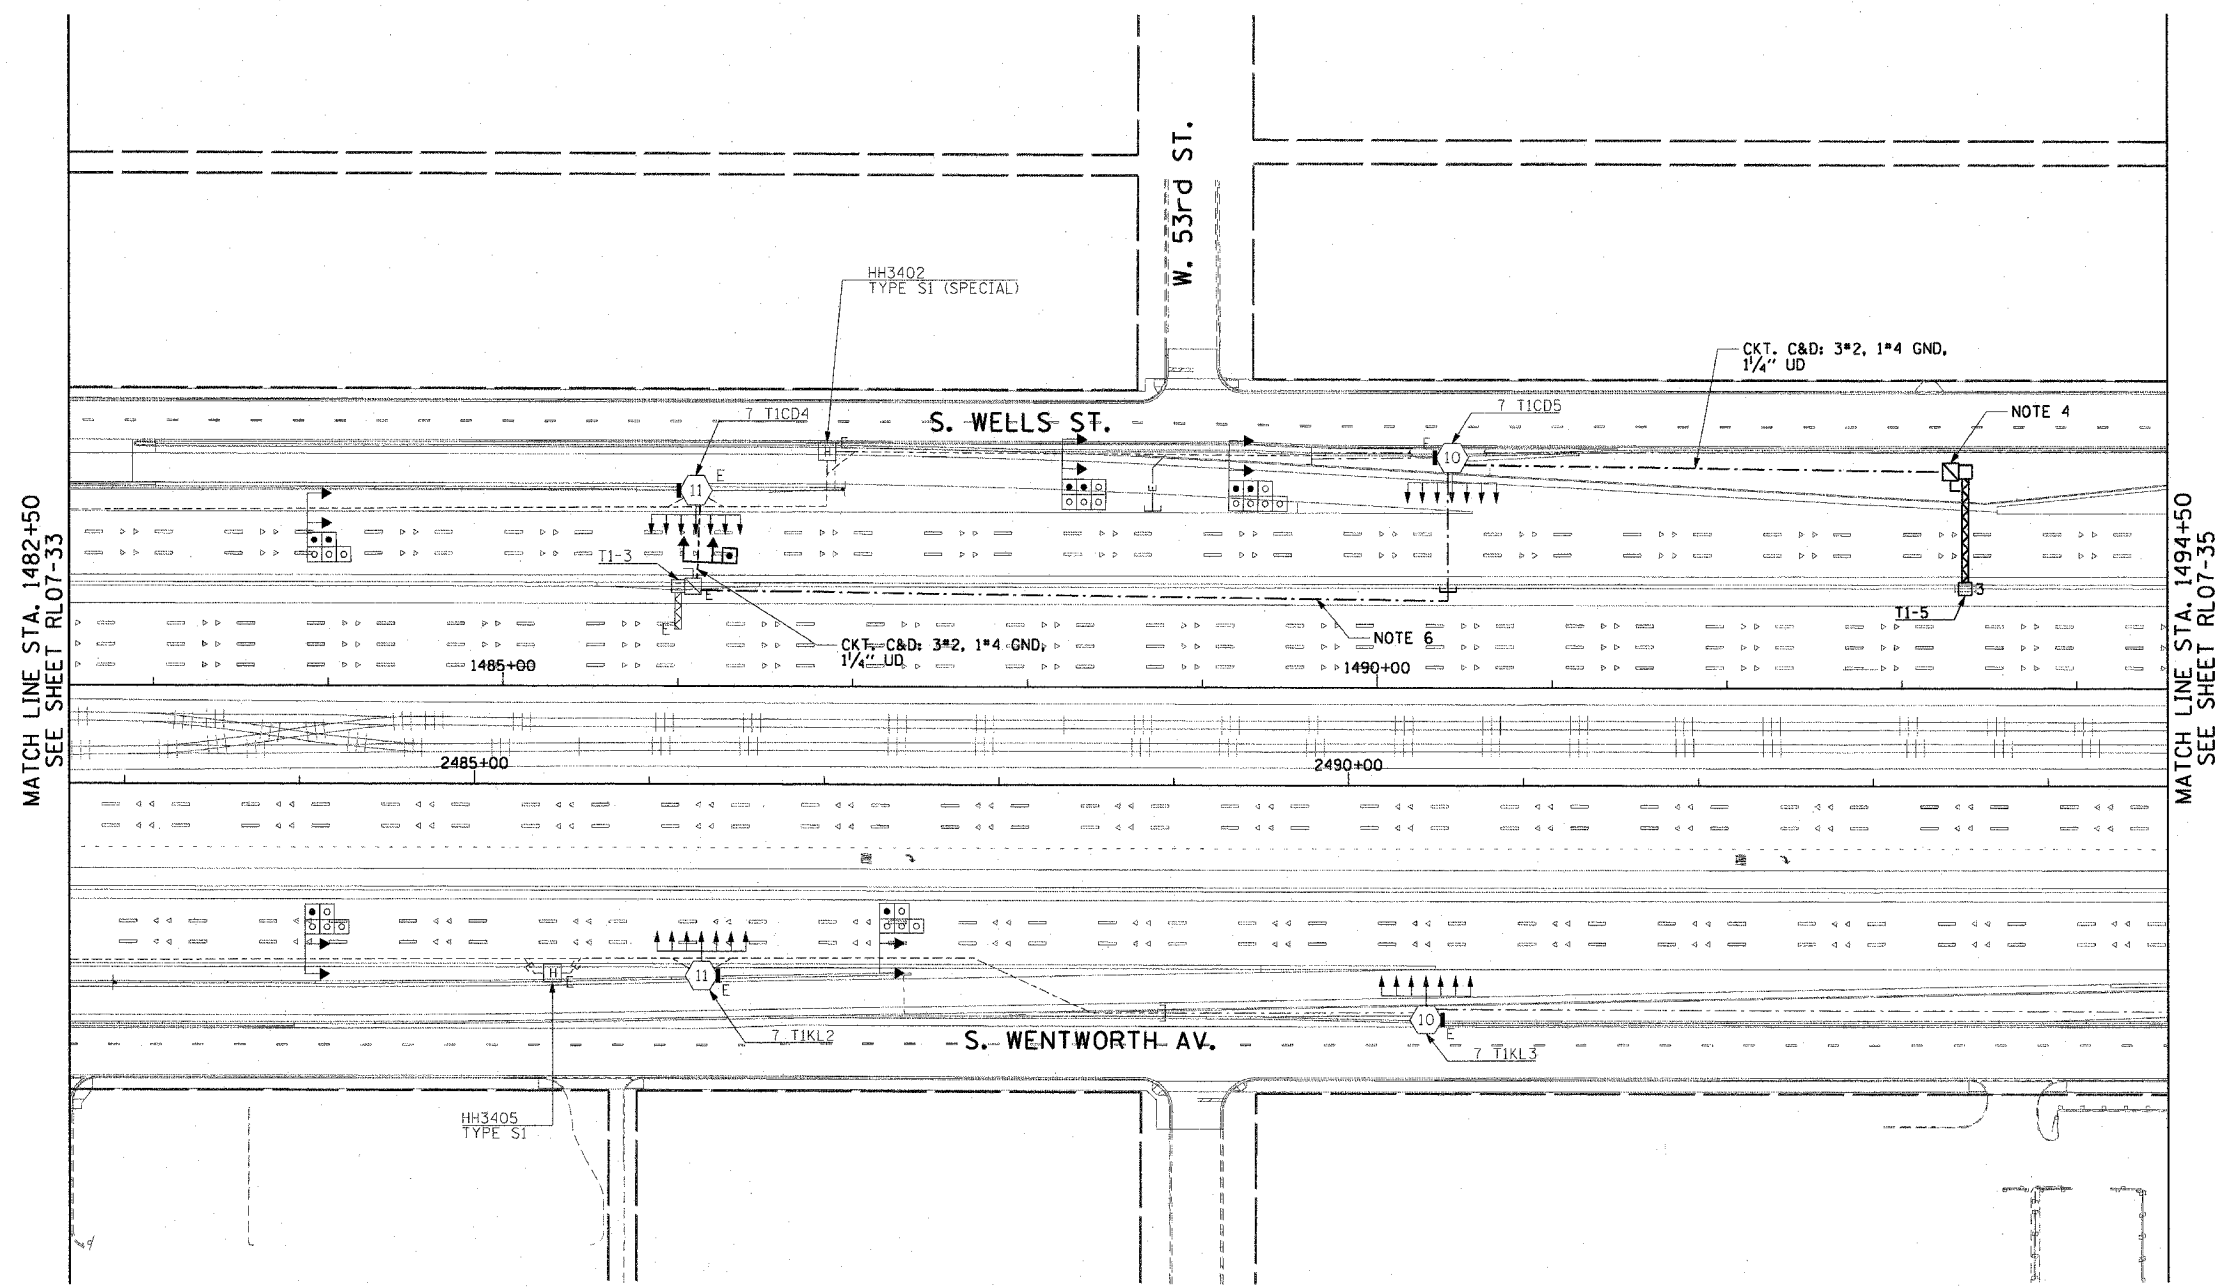 W. 53rd ST.
HH3402
TYPE S1 (SPECIAL)
CKT. C&D: 3#2, 1#4 GND,
1 1/4" UD
7 T1CD4
S. WELLS ST.
7 T1CD5
NOTE 4
E
E
10
11
E
H
MATCH LINE STA. 1482+50
SEE SHEET RL07-33
T1-3
E
E
3
T1-5
MATCH LINE STA. 1494+50
SEE SHEET RL07-35
CKT. C&D: 3#2, 1#4 GND,
1 1/4" UD
NOTE 6
1485+00
1490+00
2485+00
2490+00
H
E
11
E
10
E
7 T1KL2
S. WENTWORTH AV.
7 T1KL3
HH3405
TYPE S1